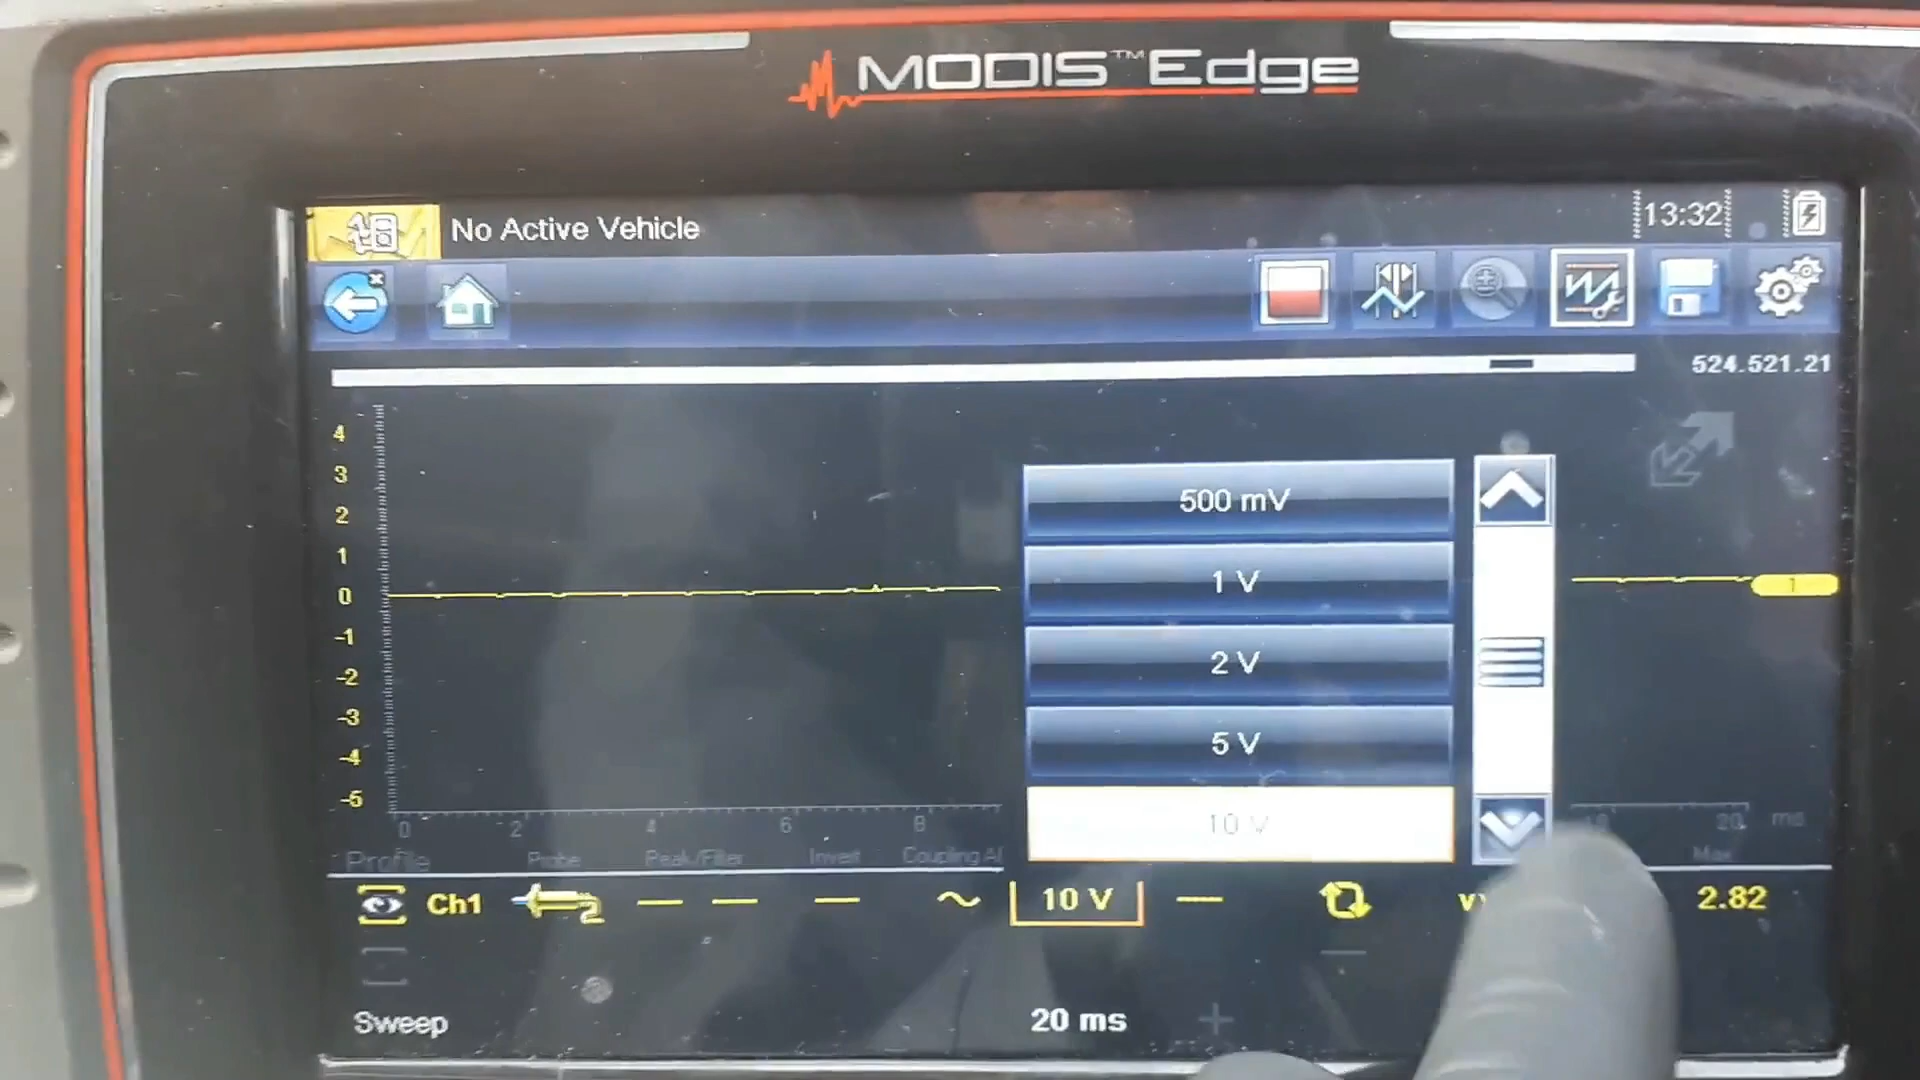 MODIS™ Edge
No Active Vehicle
13:32
524.521.21
4
3
2
1
0
-1
-2
-3
-4
-5
500 mV
1 V
2 V
5 V
10 V
1
0 2 4 6 8 20 ms
Profile Probe Peak/Filter Invert Coupling Max
Ch1 10 V 2.82
Sweep 20 ms